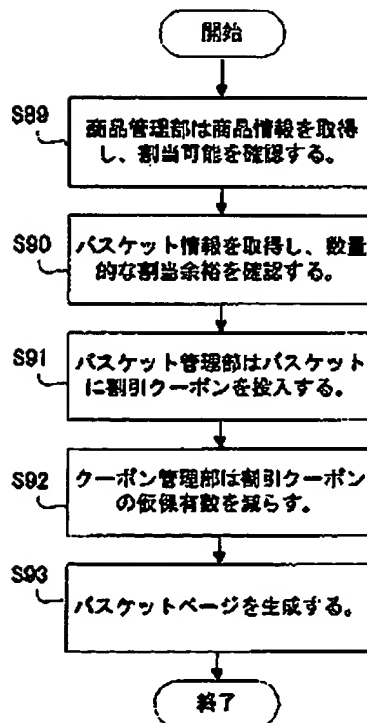 開始
S89
商品管理部は商品情報を取得
し、割当可能を確認する。
S90
バスケット情報を取得し、数量
的な割当余裕を確認する。
S91
バスケット管理部はバスケット
に割引クーポンを投入する。
S92
クーポン管理部は割引クーポン
の仮保有数を減らす。
S93
バスケットページを生成する。
終了